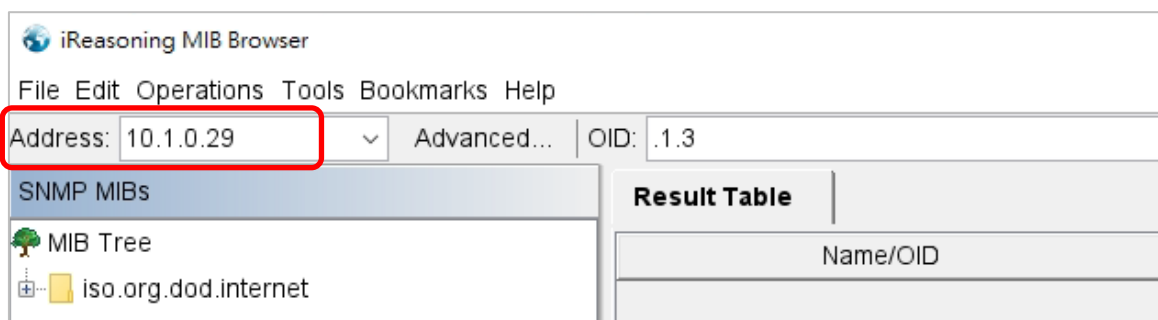 iReasoning MIB Browser
File Edit Operations Tools Bookmarks Help
Address: 10.1.0.29 Advanced... OID: .1.3
SNMP MIBs
Result Table
MIB Tree
Name/OID
iso.org.dod.internet